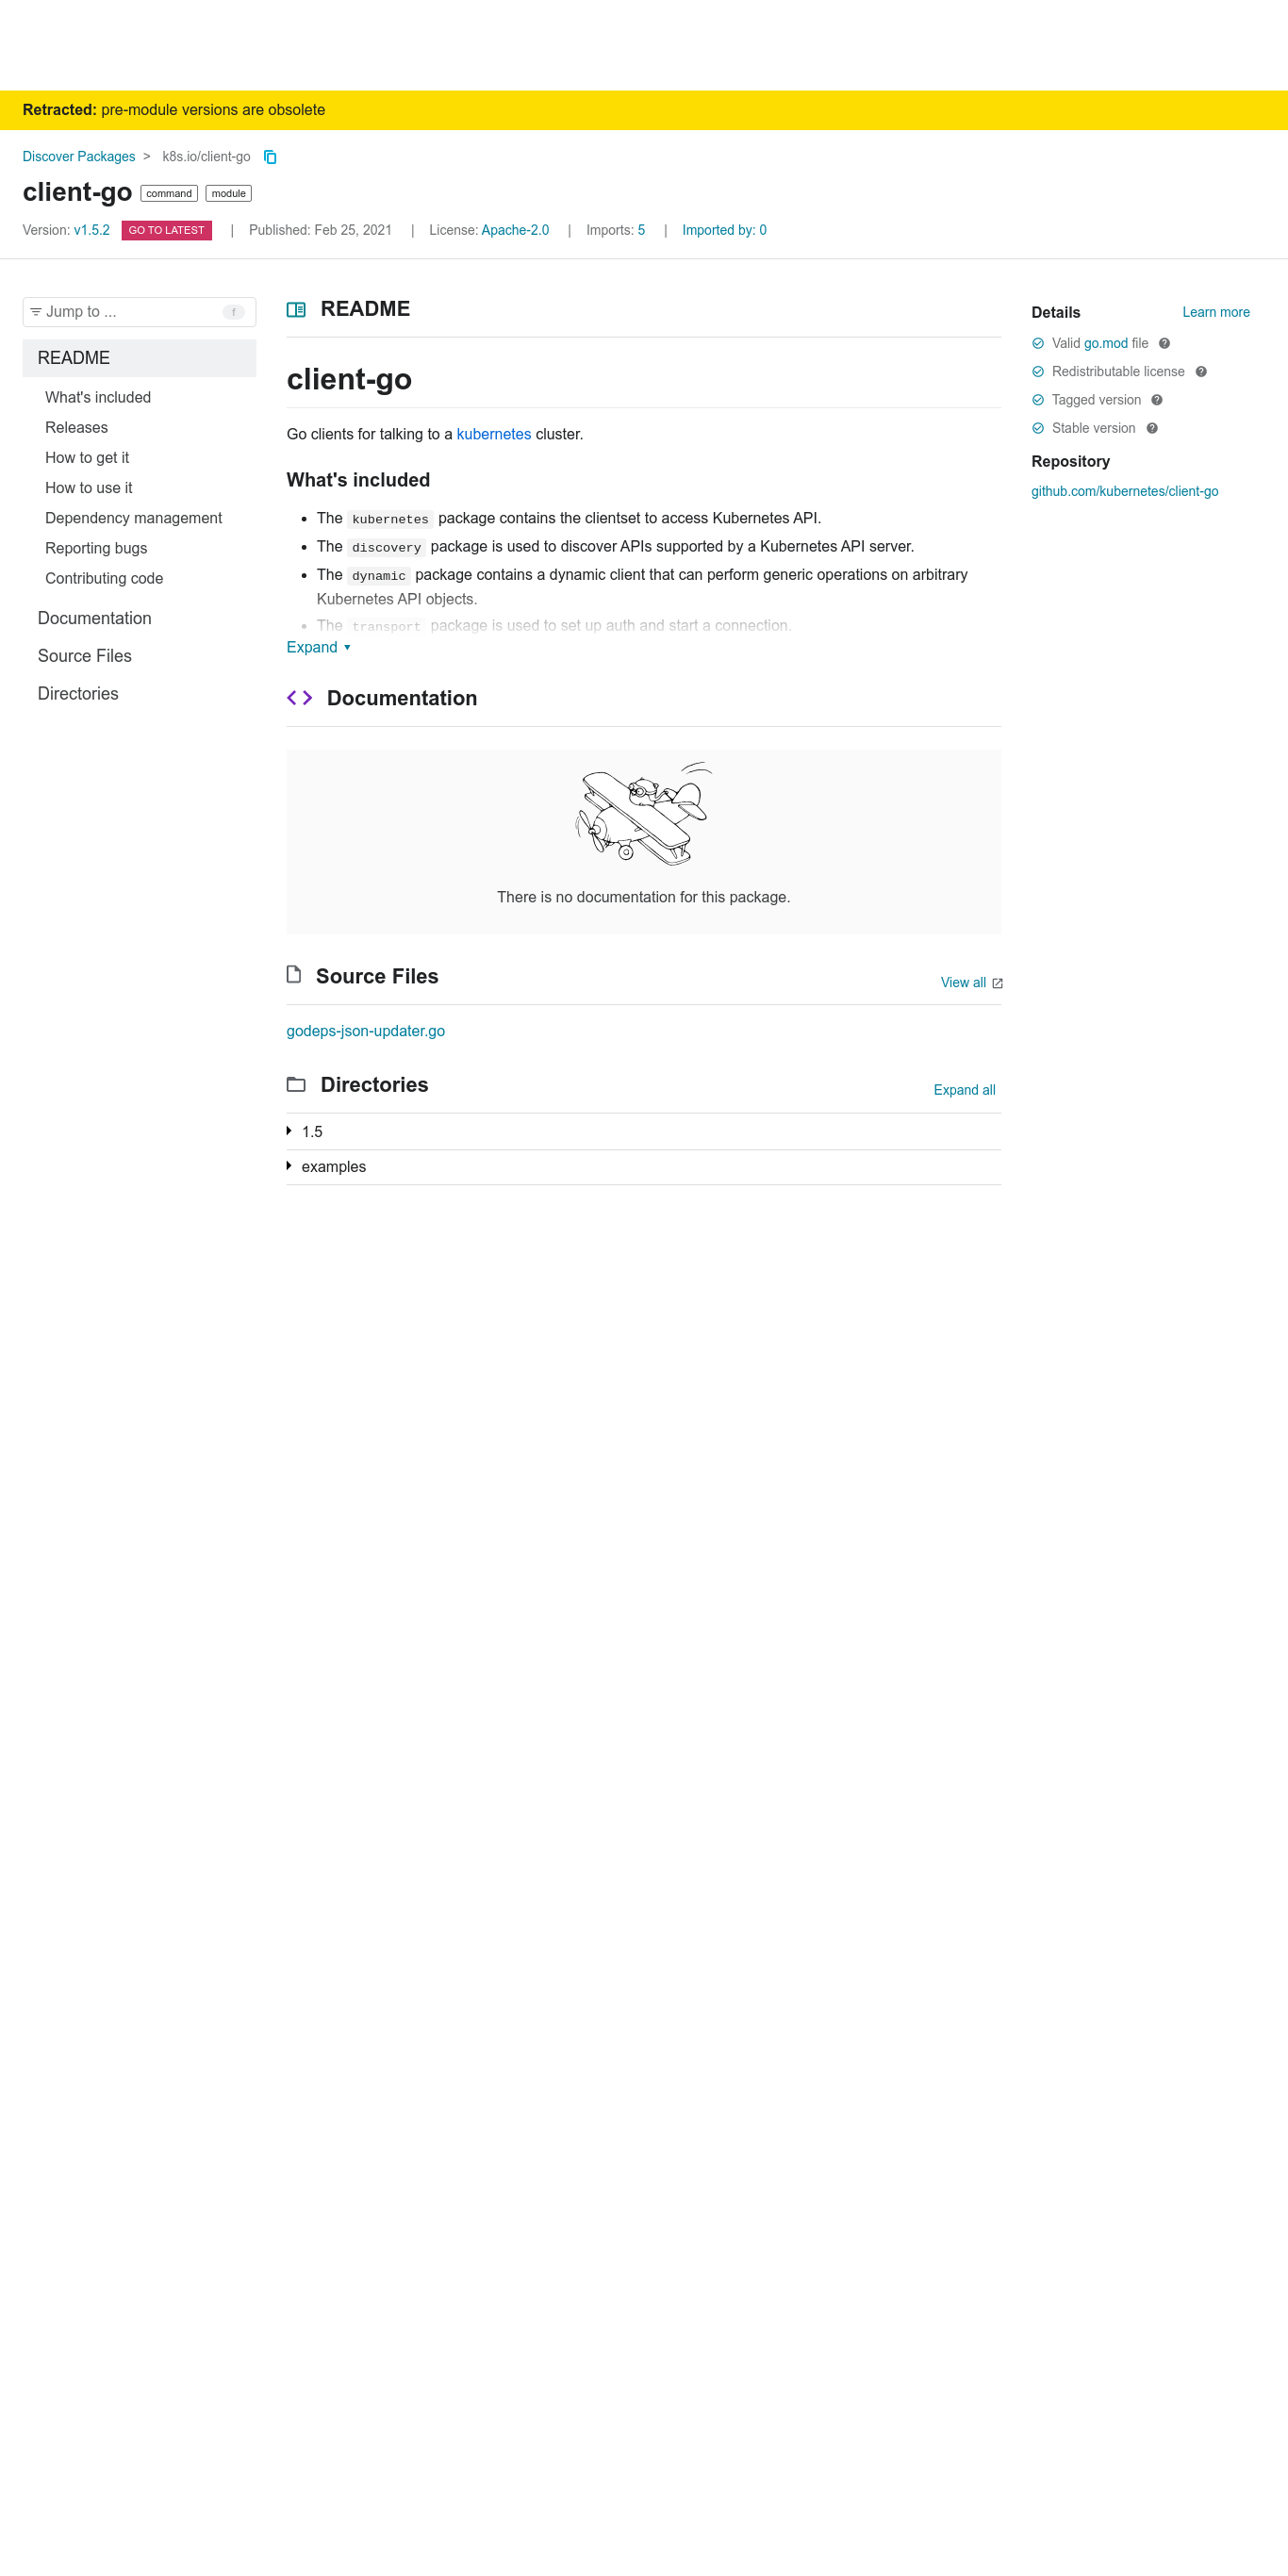 Retracted: pre-module versions are obsolete
Discover Packages > k8s.io/client-go
client-go command module
Version: v1.5.2 GO TO LATEST | Published: Feb 25, 2021 | License: Apache-2.0 | Imports: 5 | Imported by: 0
Jump to ... f
README
What's included
Releases
How to get it
How to use it
Dependency management
Reporting bugs
Contributing code
Documentation
Source Files
Directories
README
client-go
Go clients for talking to a kubernetes cluster.
What's included
• The kubernetes package contains the clientset to access Kubernetes API.
• The discovery package is used to discover APIs supported by a Kubernetes API server.
• The dynamic package contains a dynamic client that can perform generic operations on arbitrary
Kubernetes API objects.
• The transport package is used to set up auth and start a connection.
Expand ▼
Documentation
There is no documentation for this package.
Source Files View all
godeps-json-updater.go
Directories Expand all
1.5
examples
Details Learn more
Valid go.mod file
Redistributable license
Tagged version
Stable version
Repository
github.com/kubernetes/client-go